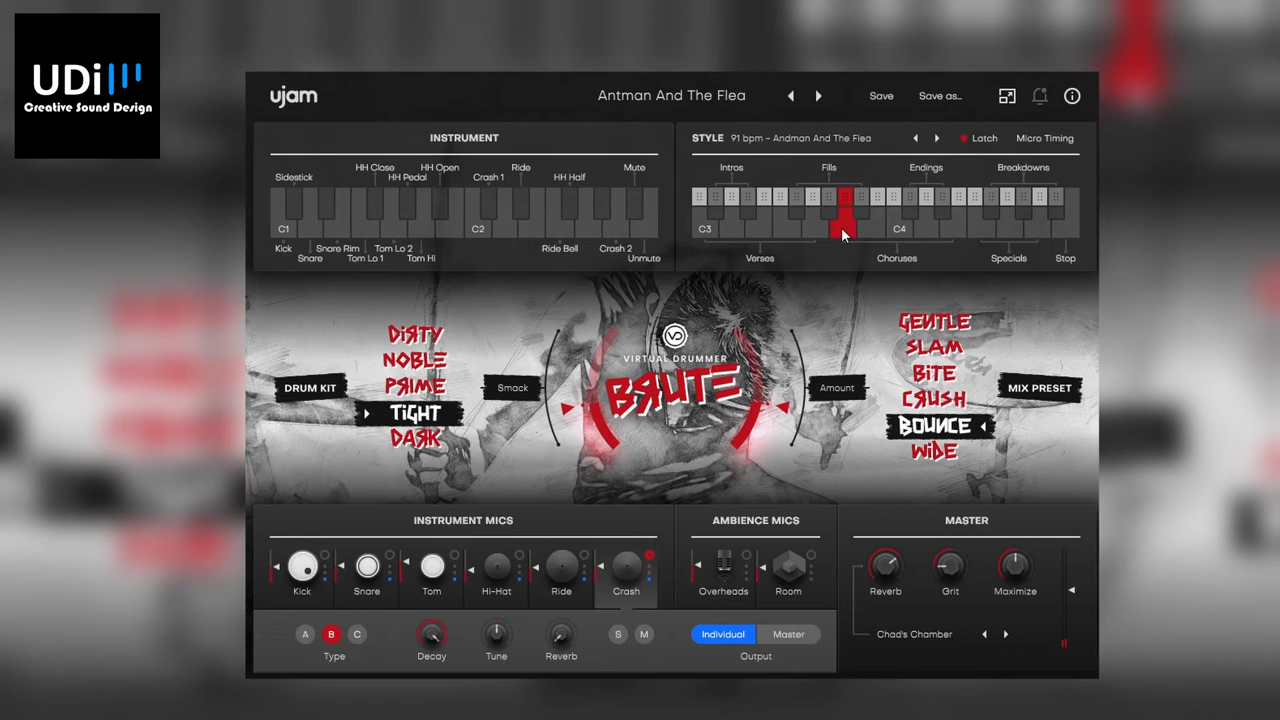 UDi
Creative Sound Design
ujam
Antman And The Flea
Save
Save as...
INSTRUMENT
STYLE 91 bpm - Andman And The Flea
Latch
Micro Timing
HH Close
HH Open
Ride
Mute
Sidestick
HH Pedal
Crash 1
HH Half
Intros
Fills
Endings
Breakdowns
C1
C2
C3
C4
Kick
Snare Rim
Tom Lo 2
Ride Bell
Crash 2
Snare
Tom Lo 1
Tom Hi
Unmute
Verses
Choruses
Specials
Stop
DRUM KIT
DIRTY
NOBLE
PRIME
TIGHT
DARK
Smack
VD
VIRTUAL DRUMMER
BRUTE
Amount
GENTLE
SLAM
BITE
CRUSH
BOUNCE
WIDE
MIX PRESET
INSTRUMENT MICS
AMBIENCE MICS
MASTER
Kick
Snare
Tom
Hi-Hat
Ride
Crash
Overheads
Room
Reverb
Grit
Maximize
A
B
C
Type
Decay
Tune
Reverb
S
M
Individual
Master
Output
Chad's Chamber